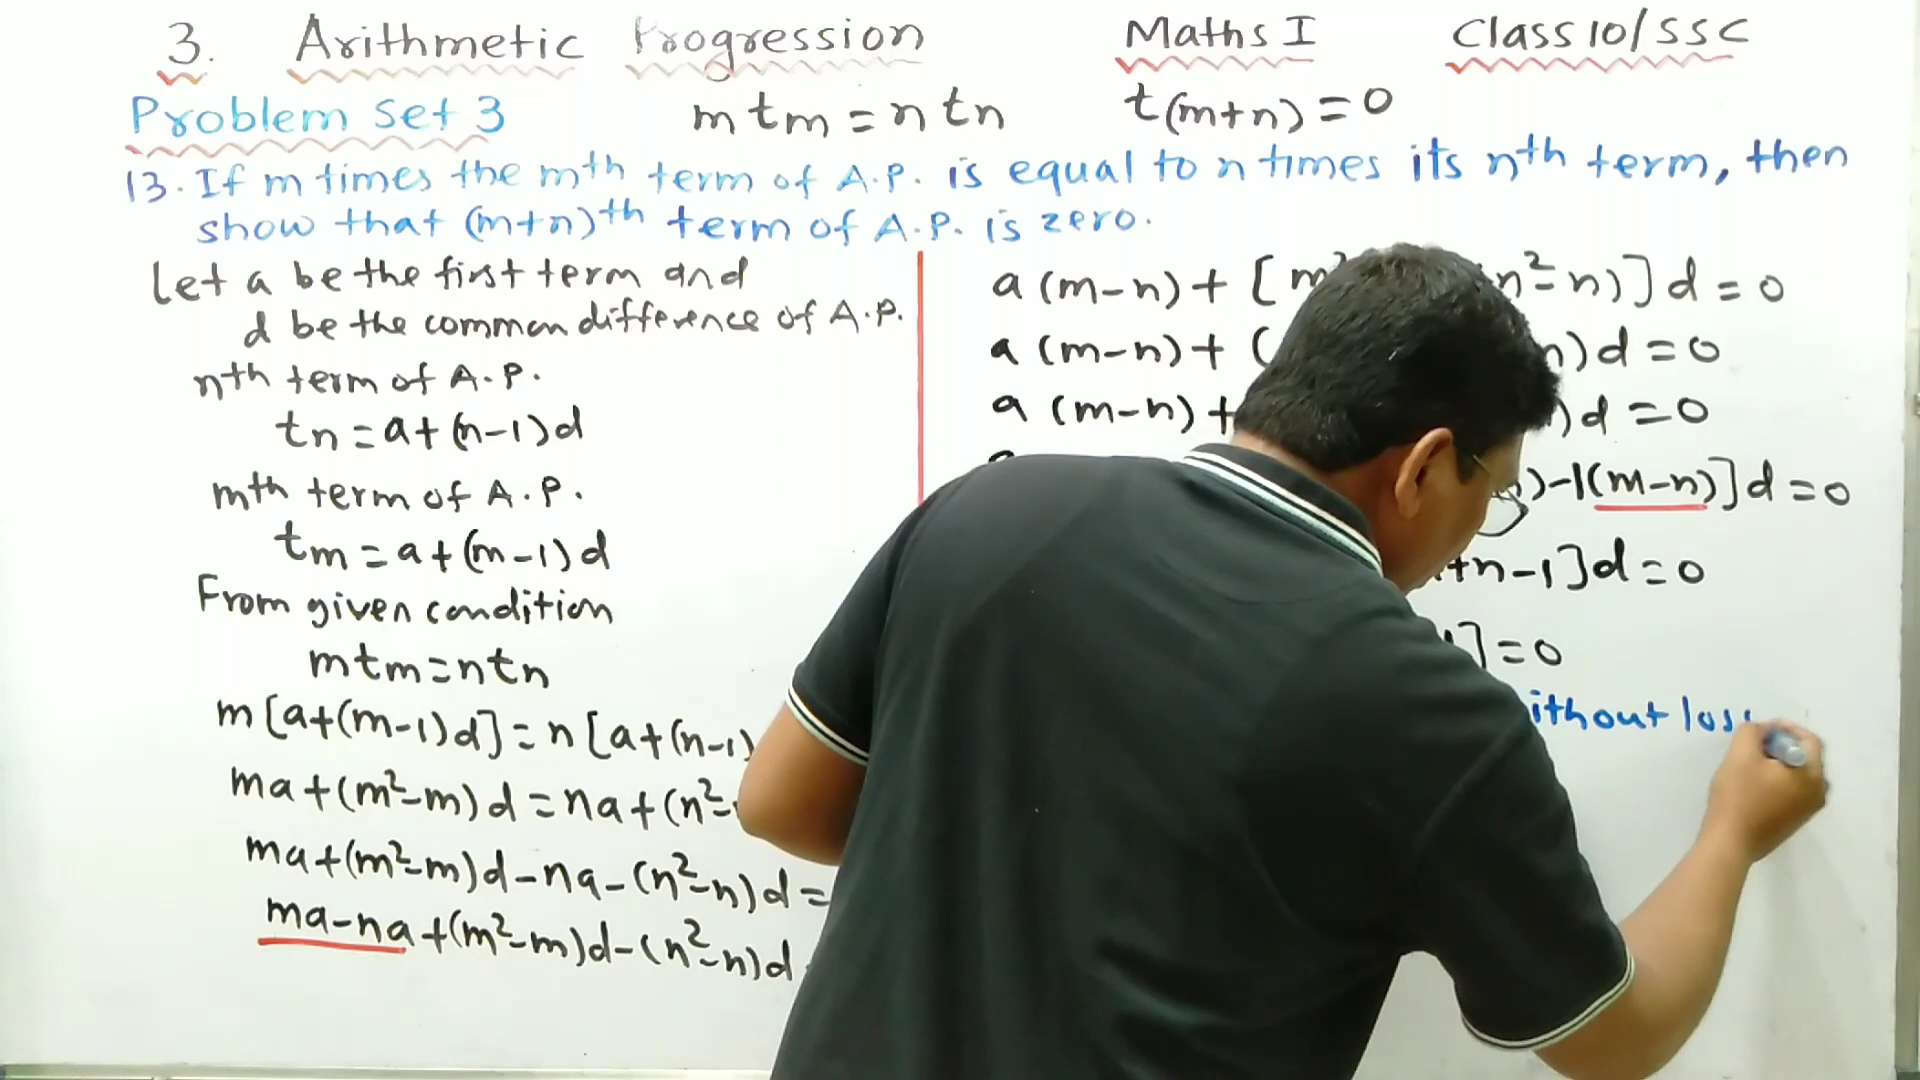 3. Arithmetic Progression Maths I Class 10/SSC
Problem Set 3 mtm = ntn t(m+n) = 0
13. If m times the mth term of A.P. is equal to n times its nth term, then
show that (m+n)th term of A.P. is zero.
Let a be the first term and
d be the common difference of A.P.
nth term of A.P.
tn = a+(n-1)d
mth term of A.P.
tm = a+(m-1)d
From given condition
mtm = ntn
m[a+(m-1)d] = n[a+(n-1)
ma+(m²-m)d = na+(n²-
ma+(m²-m)d-na-(n²-n)d =
ma-na+(m²-m)d-(n²-n)d
a(m-n)+[m n²-n)]d = 0
a(m-n)+( n)d = 0
a(m-n)+ )d = 0
)-1(m-n)]d = 0
+n-1]d = 0
] = 0
ithout los